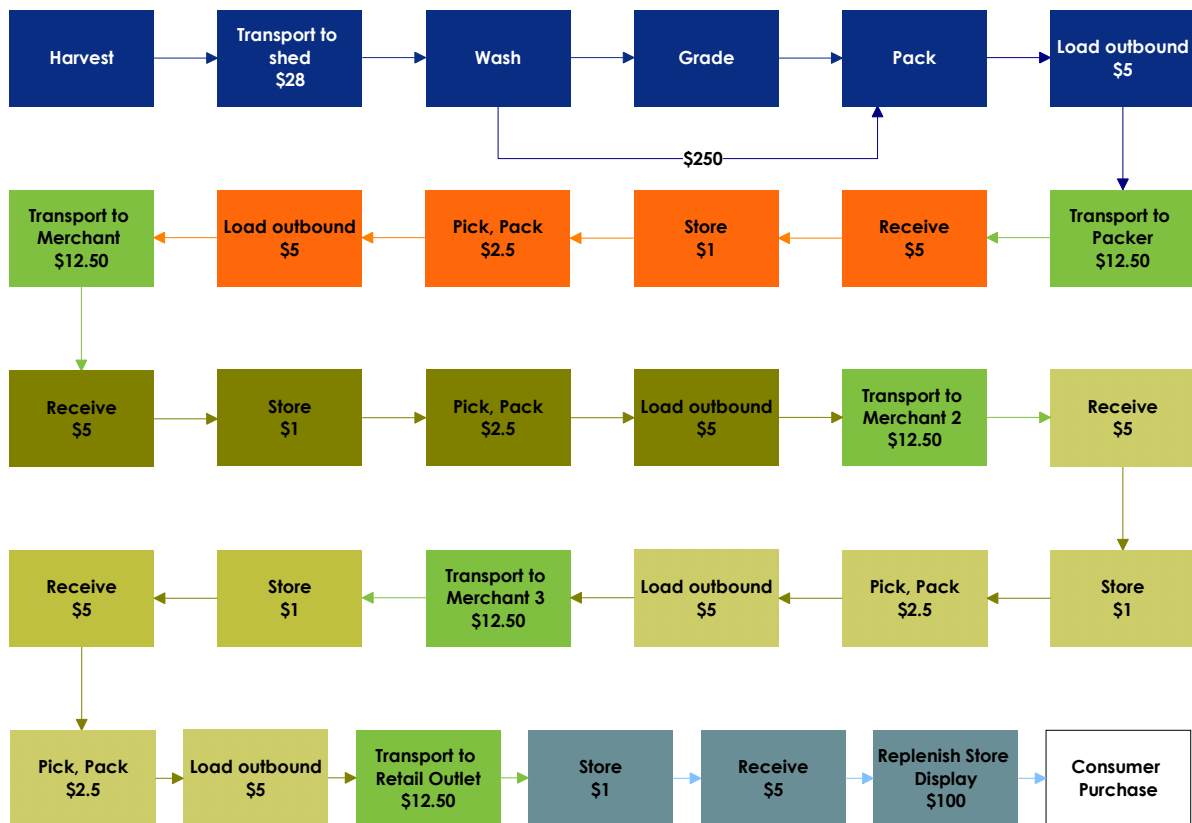 Harvest
Transport to
shed
$28
Wash
Grade
Pack
Load outbound
$5
$250
Transport to
Merchant
$12.50
Load outbound
$5
Pick, Pack
$2.5
Store
$1
Receive
$5
Transport to
Packer
$12.50
Receive
$5
Store
$1
Pick, Pack
$2.5
Load outbound
$5
Transport to
Merchant 2
$12.50
Receive
$5
Receive
$5
Store
$1
Transport to
Merchant 3
$12.50
Load outbound
$5
Pick, Pack
$2.5
Store
$1
Pick, Pack
$2.5
Load outbound
$5
Transport to
Retail Outlet
$12.50
Store
$1
Receive
$5
Replenish Store
Display
$100
Consumer
Purchase